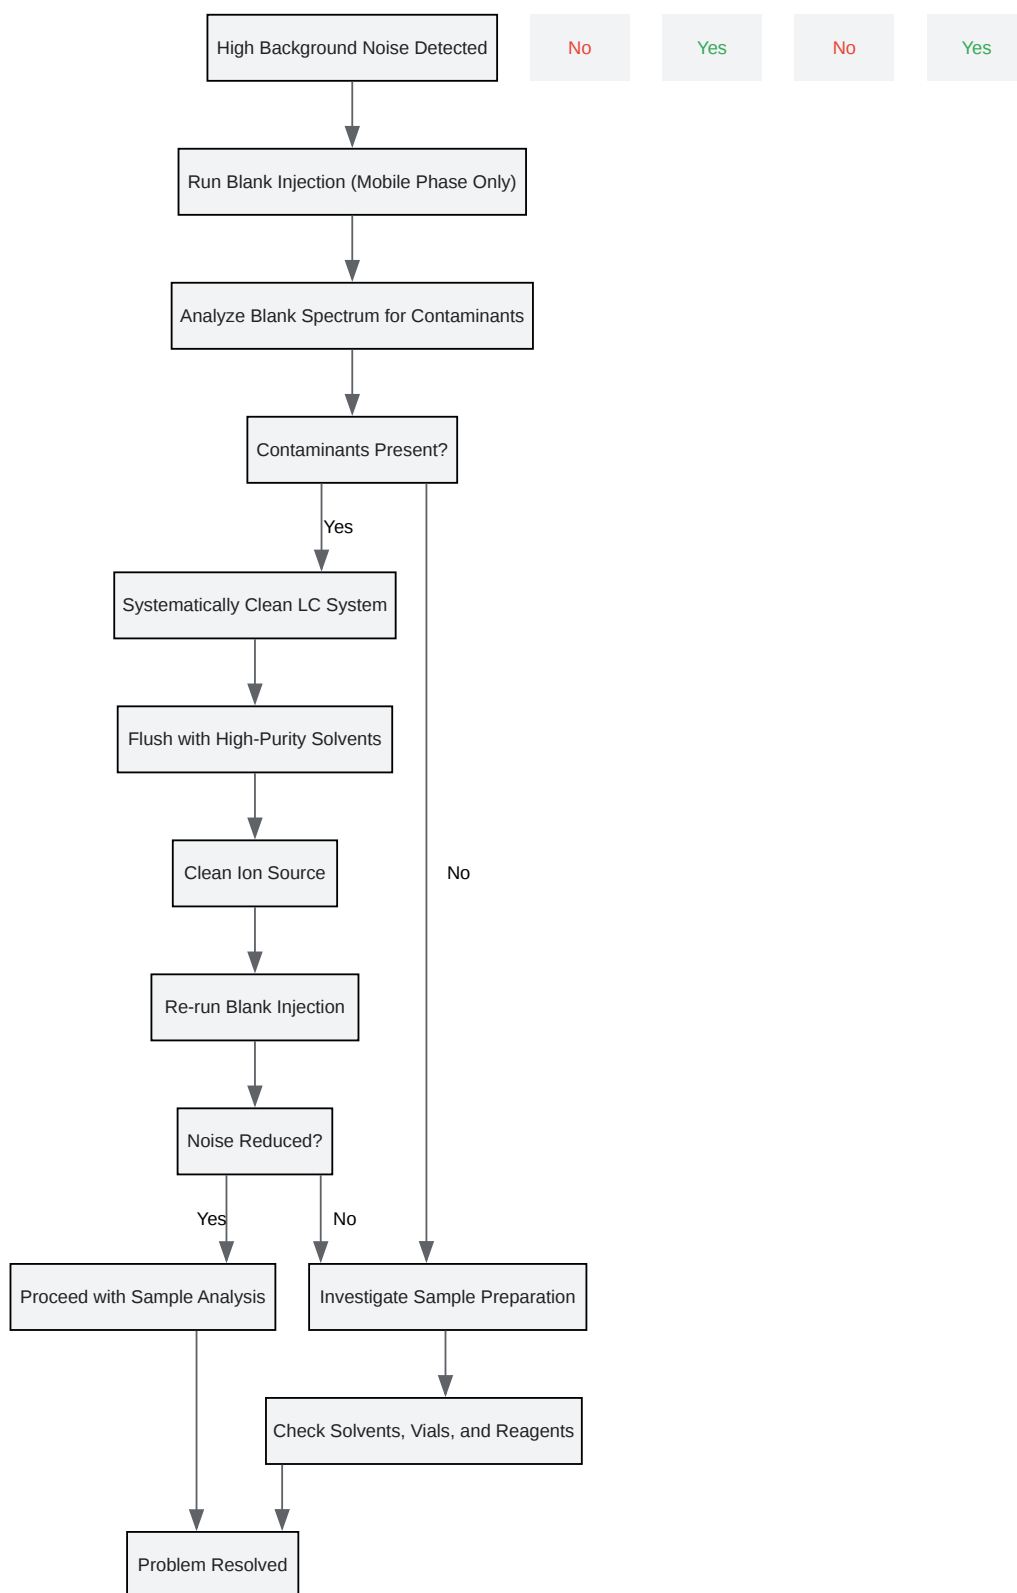 High Background Noise Detected
No
Yes
No
Yes
Run Blank Injection (Mobile Phase Only)
Analyze Blank Spectrum for Contaminants
Contaminants Present?
Yes
Systematically Clean LC System
Flush with High-Purity Solvents
Clean Ion Source
No
Re-run Blank Injection
Noise Reduced?
Yes
No
Proceed with Sample Analysis
Investigate Sample Preparation
Check Solvents, Vials, and Reagents
Problem Resolved